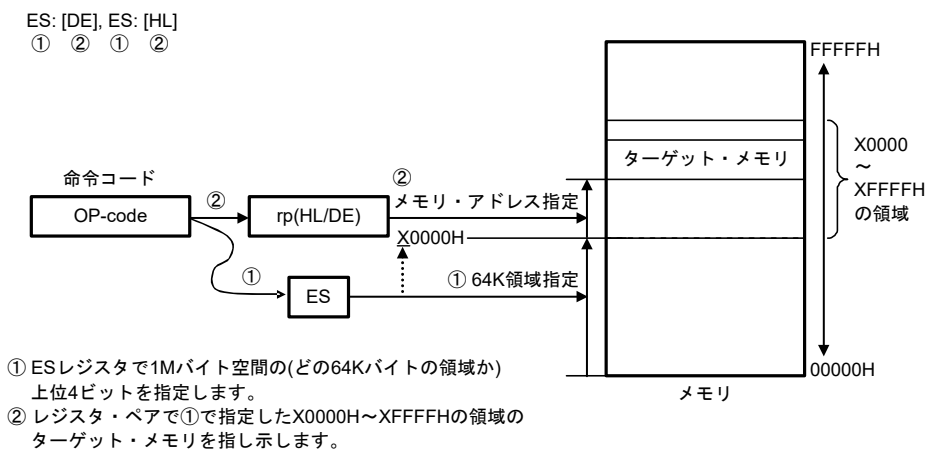 ES: [DE], ES: [HL]
① ② ① ②
FFFFFH
ターゲット・メモリ
X0000
～
XFFFFH
の領域
命令コード
OP-code
②
rp(HL/DE)
②
メモリ・アドレス指定
X0000H
①
ES
① 64K領域指定
00000H
メモリ
① ESレジスタで1Mバイト空間の(どの64Kバイトの領域か)
上位4ビットを指定します。
② レジスタ・ペアで①で指定したX0000H～XFFFFHの領域の
ターゲット・メモリを指し示します。